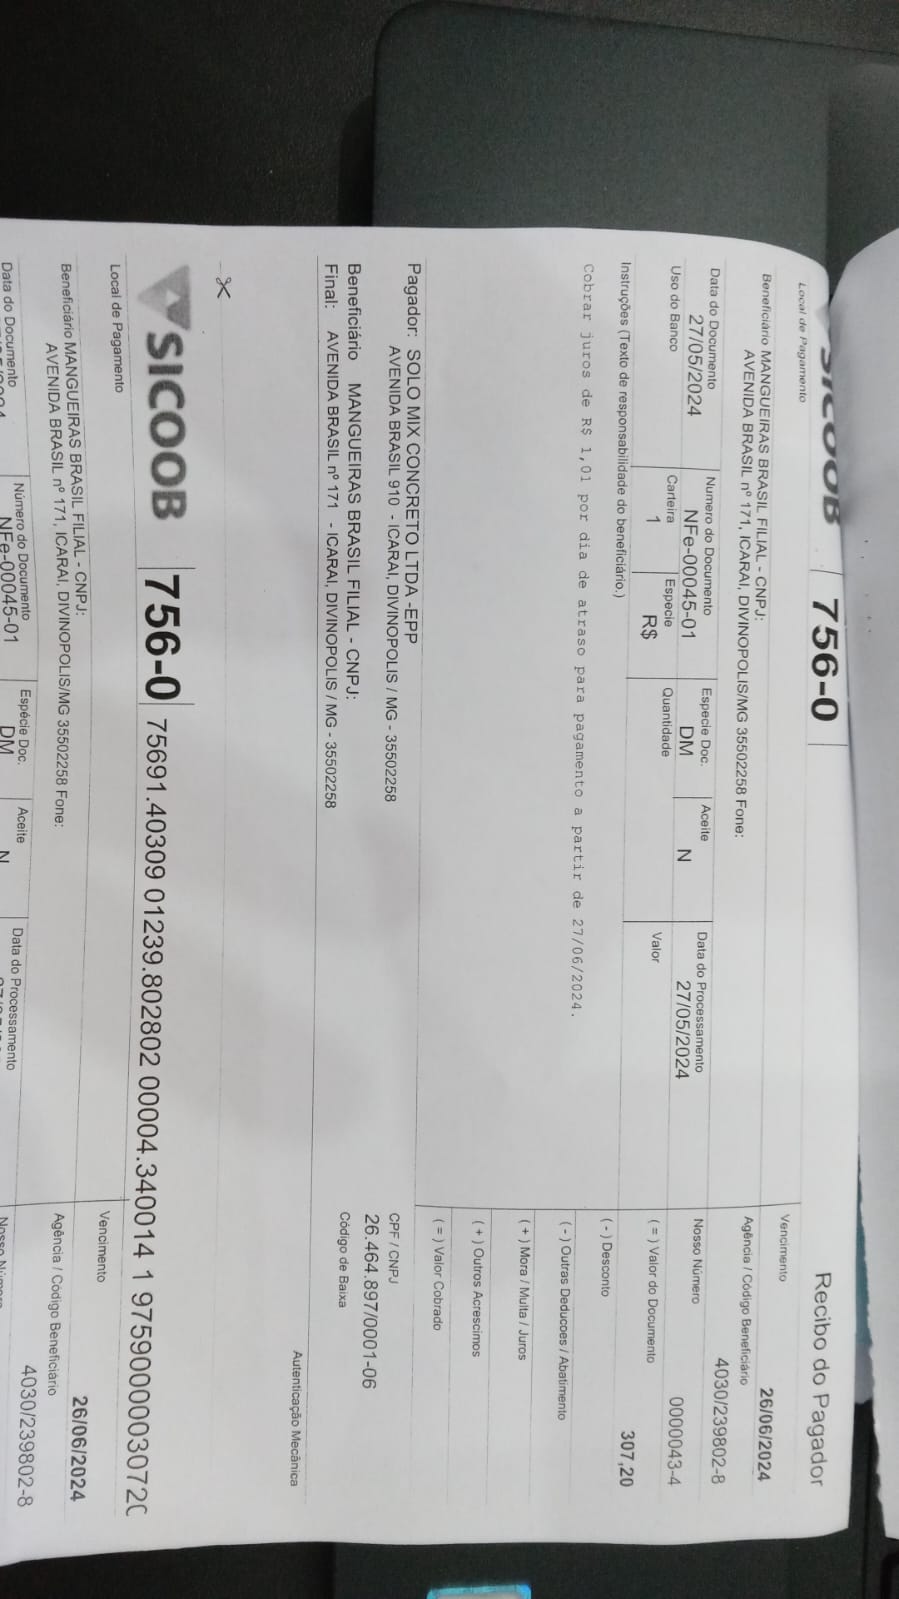 SICOOB 756-0 Recibo do Pagador
Local de Pagamento
Vencimento
26/06/2024
Beneficiário MANGUEIRAS BRASIL FILIAL - CNPJ:
AVENIDA BRASIL nº 171, ICARAI, DIVINOPOLIS/MG 35502258 Fone:
Agência / Código Beneficiário
4030/239802-8
Data do Documento Numero do Documento Especie Doc. Aceite Data do Processamento Nosso Número
27/05/2024 NFe-00045-01 DM N 27/05/2024 0000043-4
Uso do Banco Carteira Especie Quantidade Valor ( = ) Valor do Documento
1 R$ 307,20
Instruções (Texto de responsabilidade do beneficiário.)
( - ) Desconto
Cobrar juros de R$ 1,01 por dia de atraso para pagamento a partir de 27/06/2024.
( - ) Outras Deducoes / Abatimento
( + ) Mora / Multa / Juros
( + ) Outros Acrescimos
( = ) Valor Cobrado
Pagador: SOLO MIX CONCRETO LTDA -EPP
AVENIDA BRASIL 910 - ICARAI, DIVINOPOLIS / MG - 35502258
CPF / CNPJ
26.464.897/0001-06
Beneficiário MANGUEIRAS BRASIL FILIAL - CNPJ:
Final: AVENIDA BRASIL nº 171 - ICARAI, DIVINOPOLIS / MG - 35502258
Código de Baixa
Autenticação Mecânica
SICOOB 756-0 75691.40309 01239.802802 00004.340014 1 9759000003072
Local de Pagamento
Vencimento
26/06/2024
Beneficiário MANGUEIRAS BRASIL FILIAL - CNPJ:
AVENIDA BRASIL nº 171, ICARAI, DIVINOPOLIS/MG 35502258 Fone:
Agência / Código Beneficiário
4030/239802-8
Data do Documento Número do Documento Espécie Doc. Aceite Data do Processamento Nosso Número
NFe-00045-01 DM N